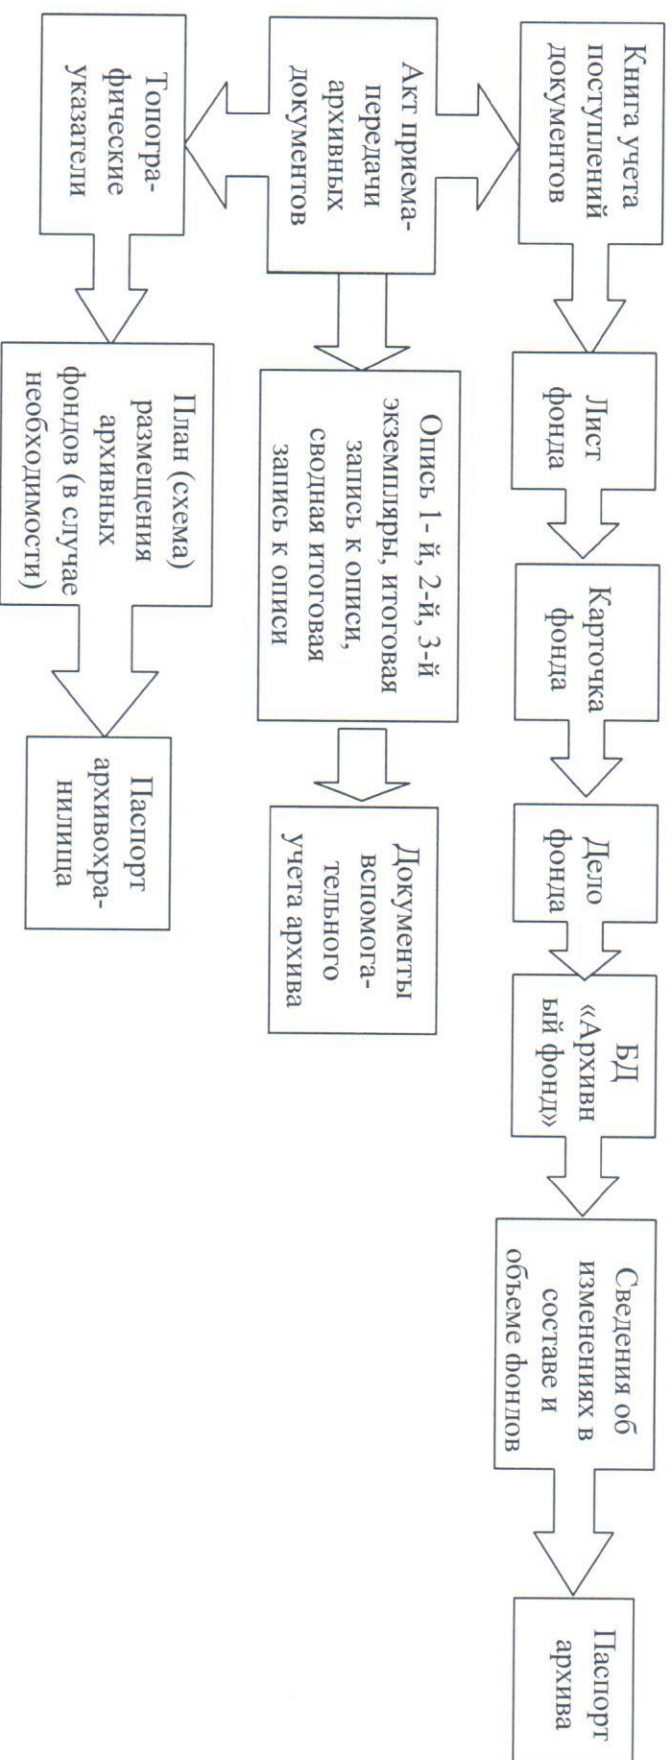 Книга учета
поступлений
документов
Лист
фонда
Карточка
фонда
Дело
фонда
БД
«Архивн
ый фонд»
Сведения об
изменениях в
составе и
объеме фондов
Паспорт
архива
Акт приема-
передачи
архивных
документов
Опись 1- й, 2-й, 3-й
экземпляры, итоговая
запись к описи,
сводная итоговая
запись к описи
Документы
вспомога-
тельного
учета архива
Топогра-
фические
указатели
План (схема)
размещения
архивных
фондов (в случае
необходимости)
Паспорт
архивохра-
нилища